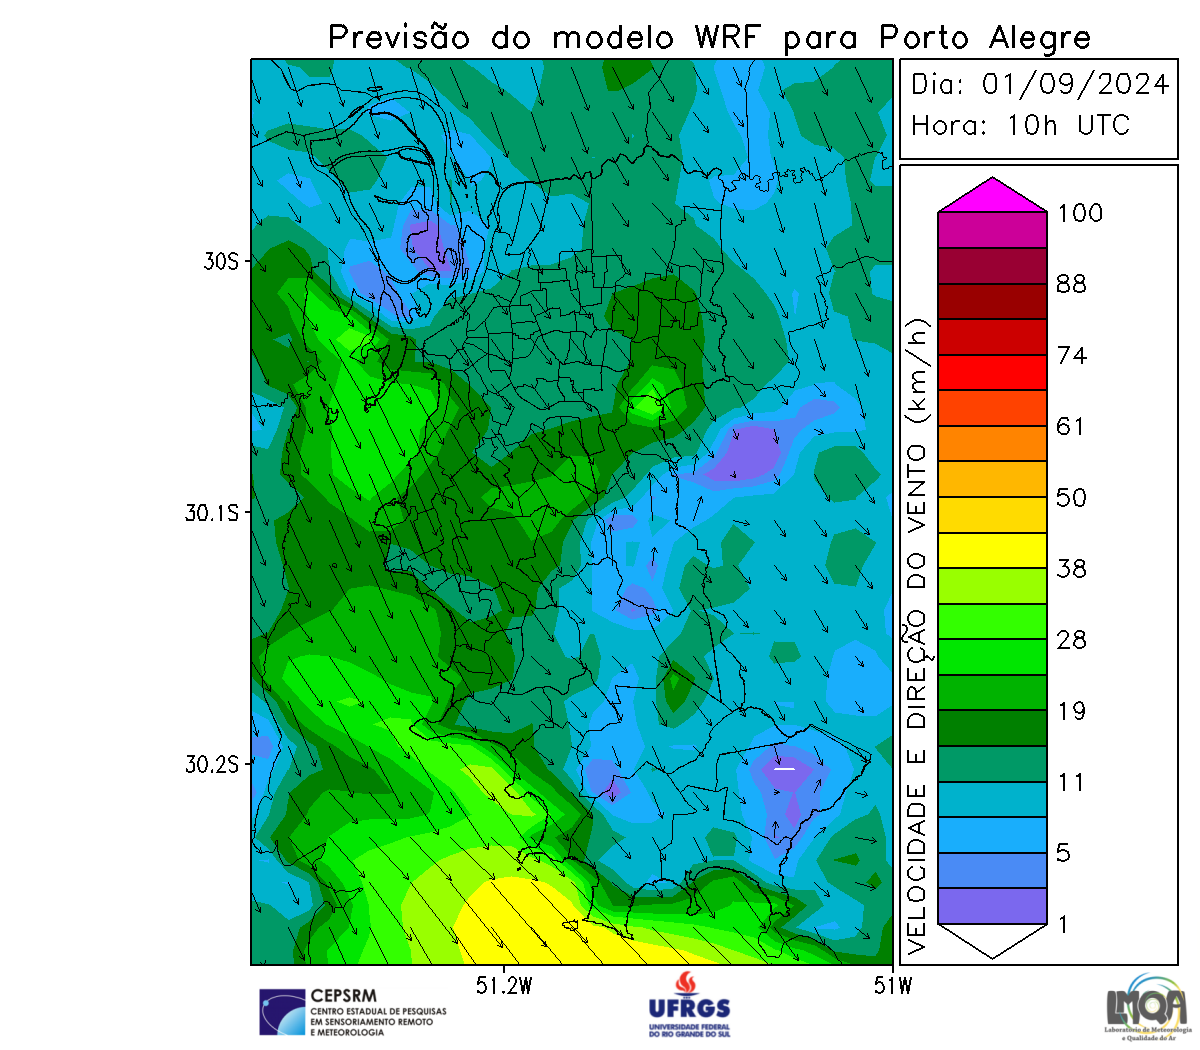 Previsão do modelo WRF para Porto Alegre
Dia: 01/09/2024
Hora: 10h UTC
30S
30.1S
30.2S
51.2W
51W
VELOCIDADE E DIREÇÃO DO VENTO (km/h)
100
88
74
61
50
38
28
19
11
5
1
CEPSRM
CENTRO ESTADUAL DE PESQUISAS
EM SENSORIAMENTO REMOTO
E METEOROLOGIA
UFRGS
UNIVERSIDADE FEDERAL
DO RIO GRANDE DO SUL
LMQA
Laboratório de Meteorologia
e Qualidade do Ar